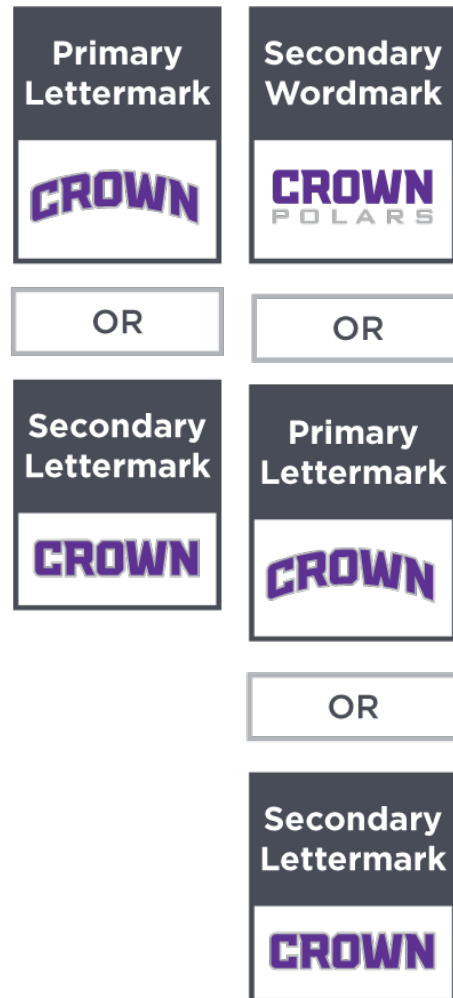 Primary
Lettermark
CROWN
OR
Secondary
Lettermark
CROWN
Secondary
Wordmark
CROWN
POLARS
OR
Primary
Lettermark
CROWN
OR
Secondary
Lettermark
CROWN